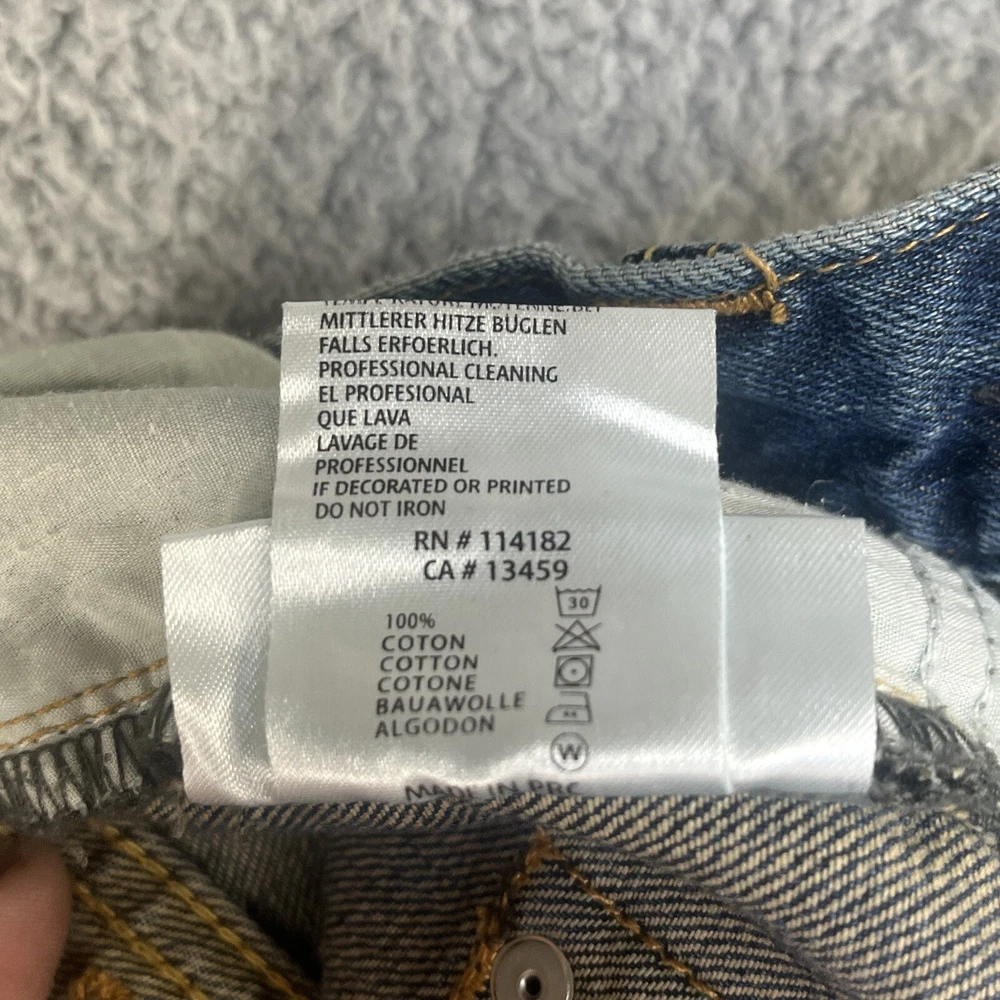 MITTLERER HITZE BÜGLEN
FALLS ERFOERLICH.
PROFESSIONAL CLEANING
EL PROFESIONAL
QUE LAVA
LAVAGE DE
PROFESSIONNEL
IF DECORATED OR PRINTED
DO NOT IRON
RN # 114182
CA # 13459
30
100%
COTON
COTTON
COTONE
BAUAWOLLE
ALGODON
W
MADE IN PRC